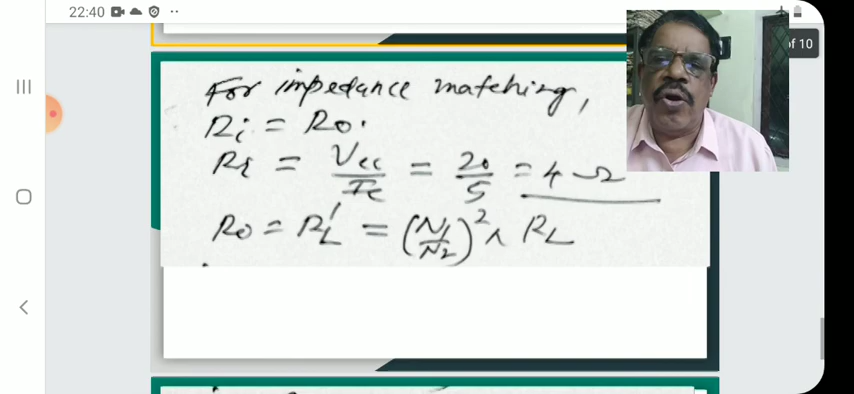 22:40
of 10
For impedance matching,
Ri = Ro.
Ri = Vcc/Ic = 20/5 = 4 Ω
Ro = RL' = (N1/N2)² × RL